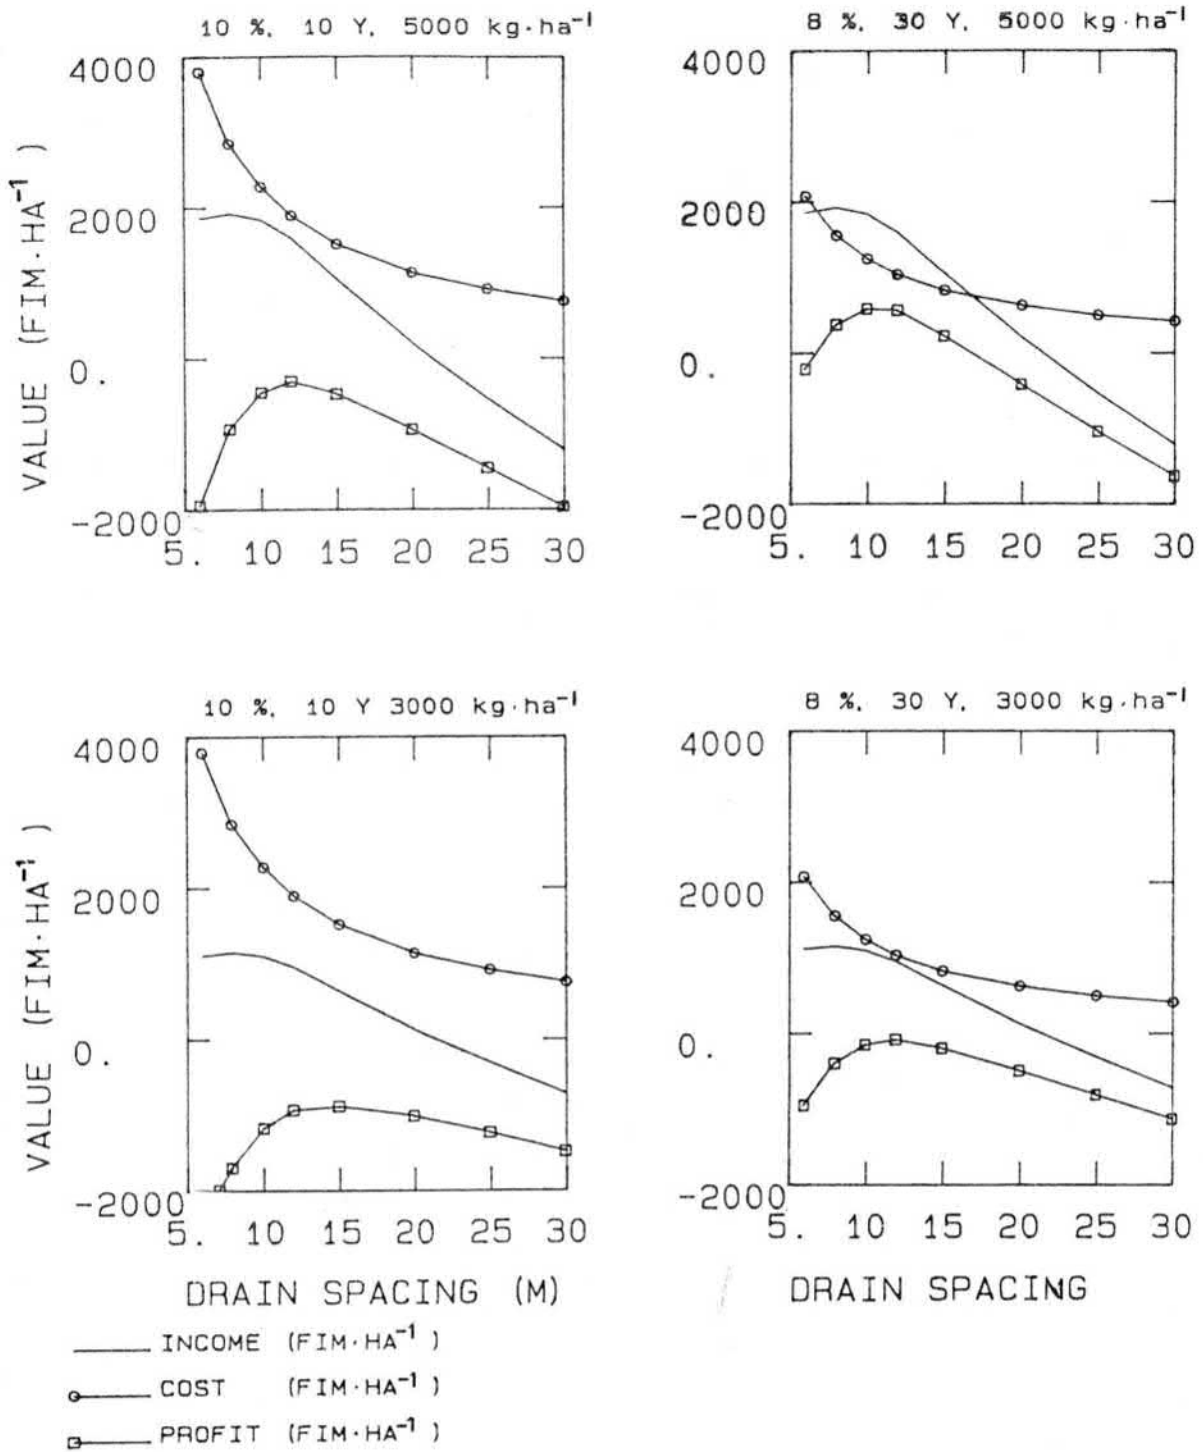 10 %, 10 Y, 5000 kg·ha⁻¹
8 %, 30 Y, 5000 kg·ha⁻¹
4000
2000
0.
-2000
5. 10 15 20 25 30
VALUE (FIM·HA⁻¹ )
4000
2000
0.
-2000
5. 10 15 20 25 30
10 %, 10 Y 3000 kg·ha⁻¹
8 %, 30 Y, 3000 kg·ha⁻¹
4000
2000
0.
-2000
5. 10 15 20 25 30
VALUE (FIM·HA⁻¹ )
DRAIN SPACING (M)
4000
2000
0.
-2000
5. 10 15 20 25 30
DRAIN SPACING
INCOME (FIM·HA⁻¹ )
COST (FIM·HA⁻¹ )
PROFIT (FIM·HA⁻¹ )